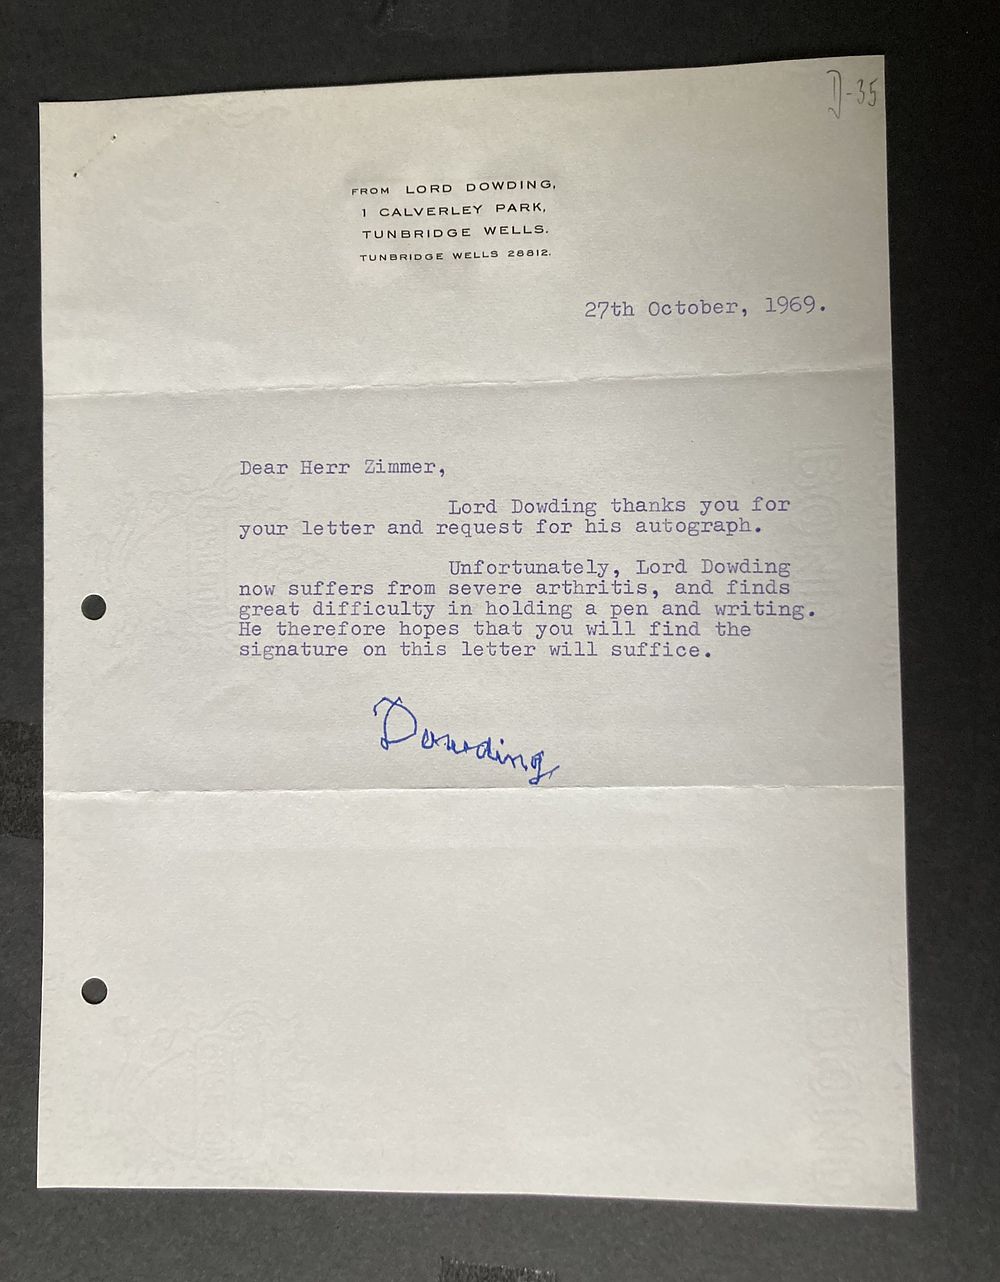 D-35
FROM LORD DOWDING,
1 CALVERLEY PARK,
TUNBRIDGE WELLS.
TUNBRIDGE WELLS 28812.
27th October, 1969.
Dear Herr Zimmer,
Lord Dowding thanks you for
your letter and request for his autograph.
Unfortunately, Lord Dowding
now suffers from severe arthritis, and finds
great difficulty in holding a pen and writing.
He therefore hopes that you will find the
signature on this letter will suffice.
Dowding